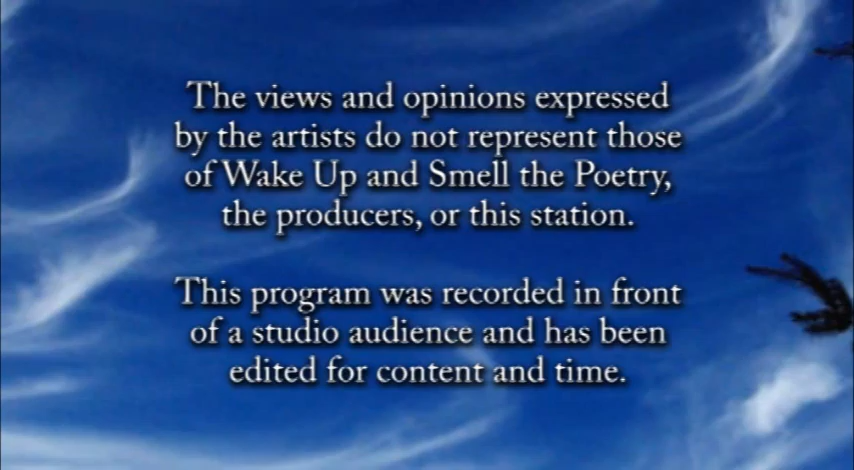 The views and opinions expressed
by the artists do not represent those
of Wake Up and Smell the Poetry,
the producers, or this station.
This program was recorded in front
of a studio audience and has been
edited for content and time.